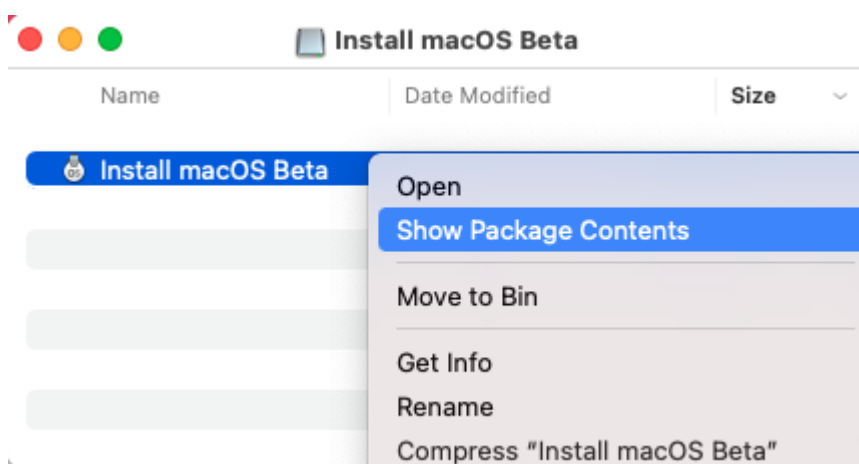 Install macOS Beta
Name Date Modified Size
Install macOS Beta
Open
Show Package Contents
Move to Bin
Get Info
Rename
Compress “Install macOS Beta”